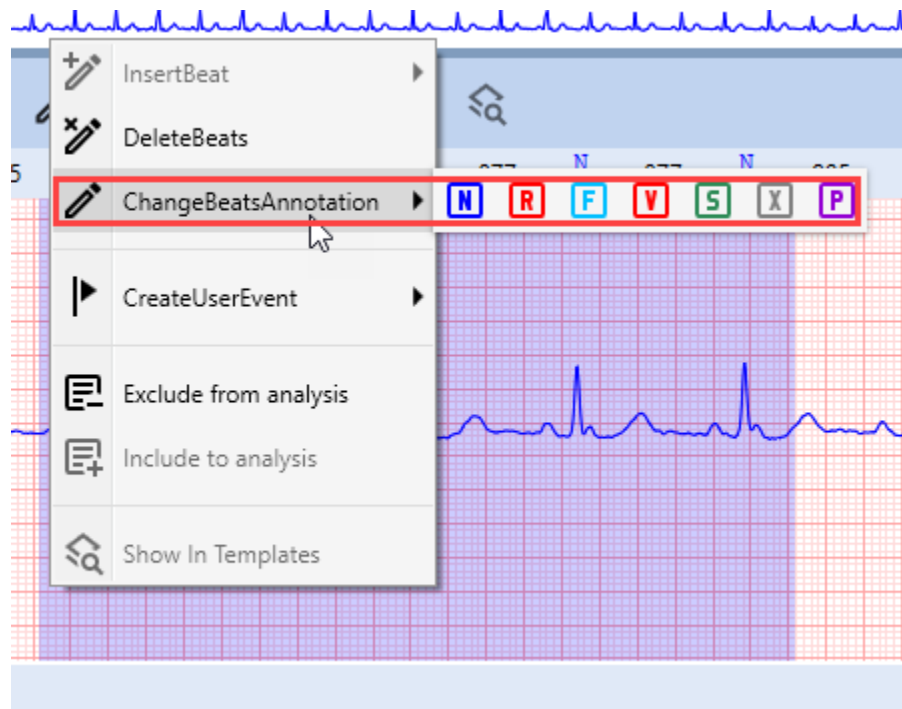 InsertBeat
DeleteBeats
5 N N
ChangeBeatsAnnotation N R F V S X P
CreateUserEvent
Exclude from analysis
Include to analysis
Show In Templates